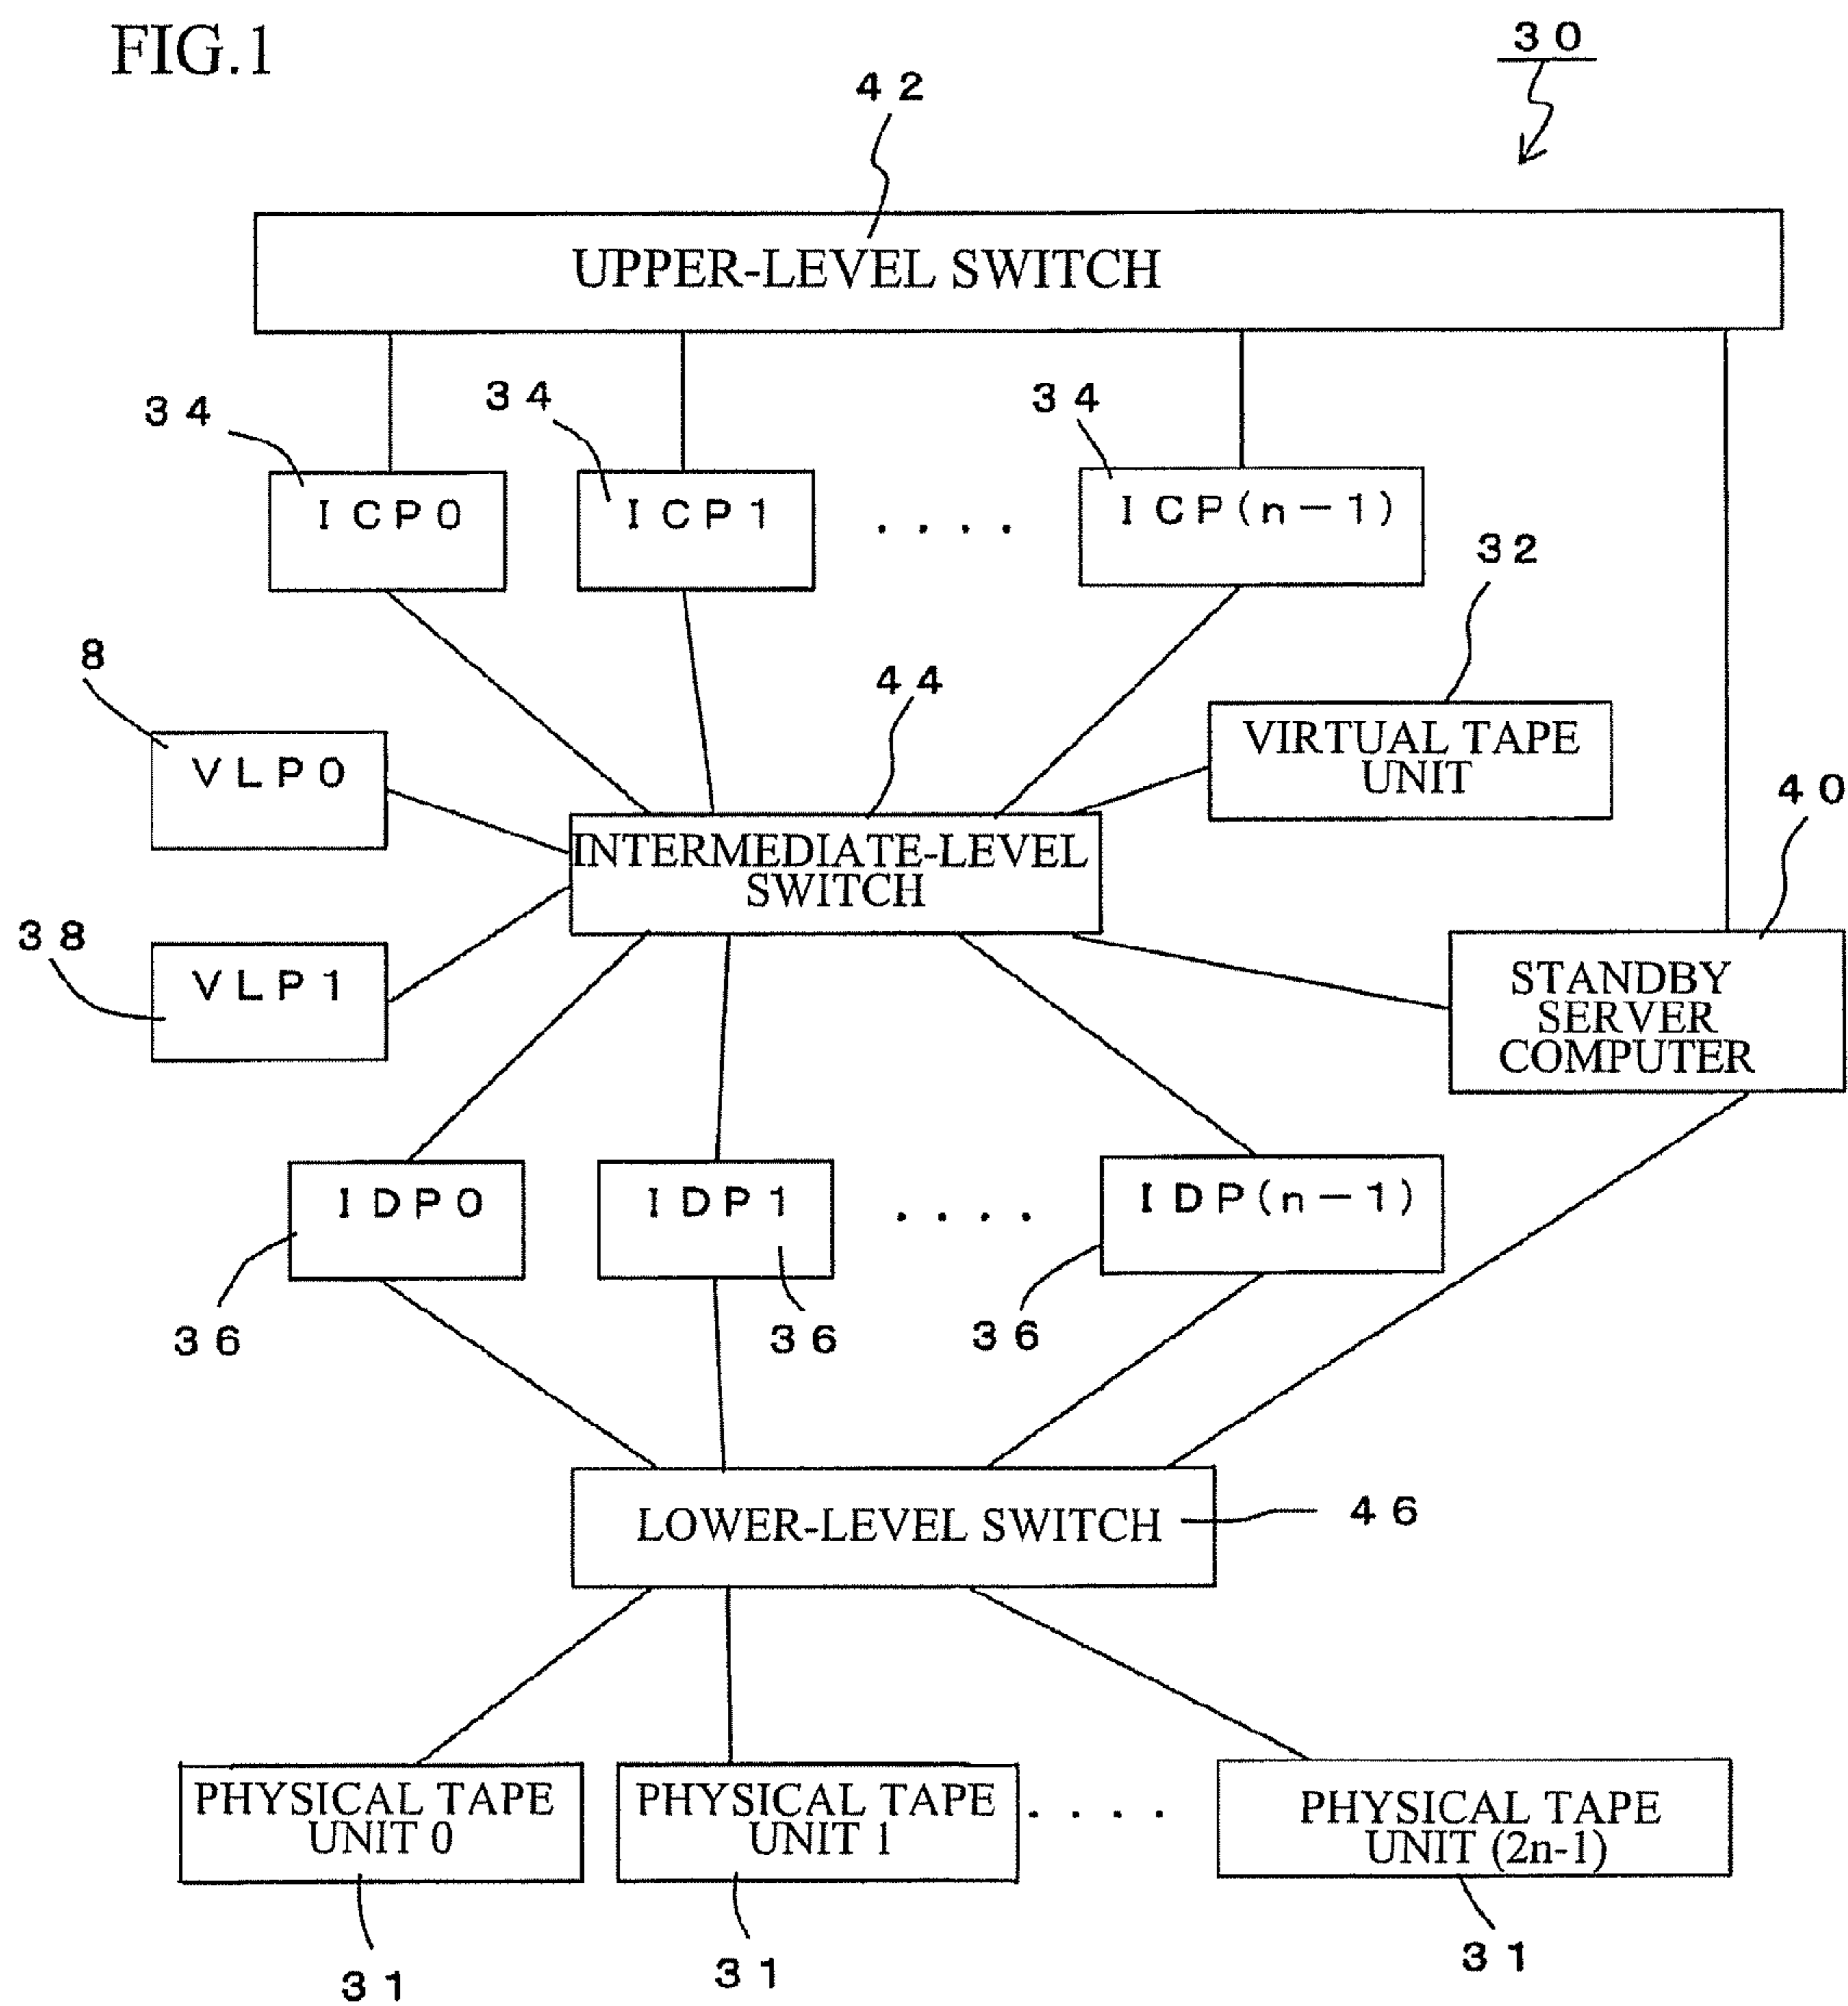 FIG.1
30
42
UPPER-LEVEL SWITCH
34
34
34
ICP0
ICP1
....
ICP(n-1)
32
8
44
VLP0
VIRTUAL TAPE
UNIT
40
INTERMEDIATE-LEVEL
SWITCH
38
VLP1
STANDBY
SERVER
COMPUTER
IDP0
IDP1
....
IDP(n-1)
36
36
36
LOWER-LEVEL SWITCH
46
PHYSICAL TAPE
UNIT 0
PHYSICAL TAPE
UNIT 1
....
PHYSICAL TAPE
UNIT (2n-1)
31
31
31